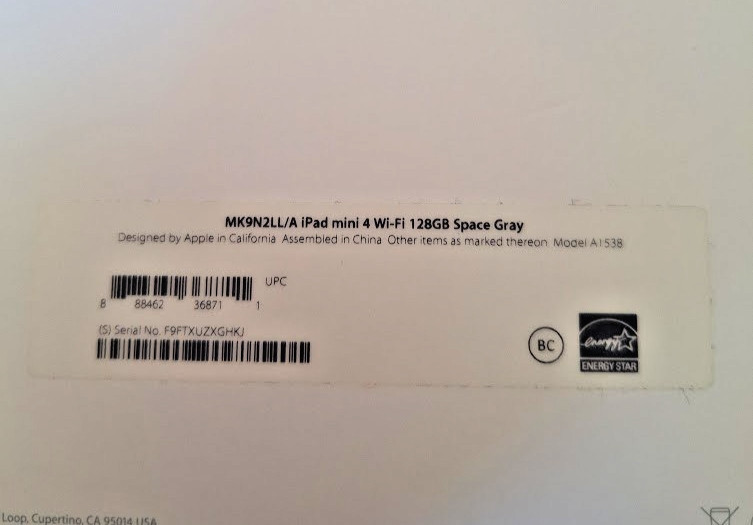 MK9N2LL/A iPad mini 4 Wi-Fi 128GB Space Gray
Designed by Apple in California Assembled in China Other items as marked thereon Model A1538
UPC
8 88462 36871 1
(S) Serial No. F9FTXUZXGHKJ
BC
energy
ENERGY STAR
Loop, Cupertino, CA 95014 USA